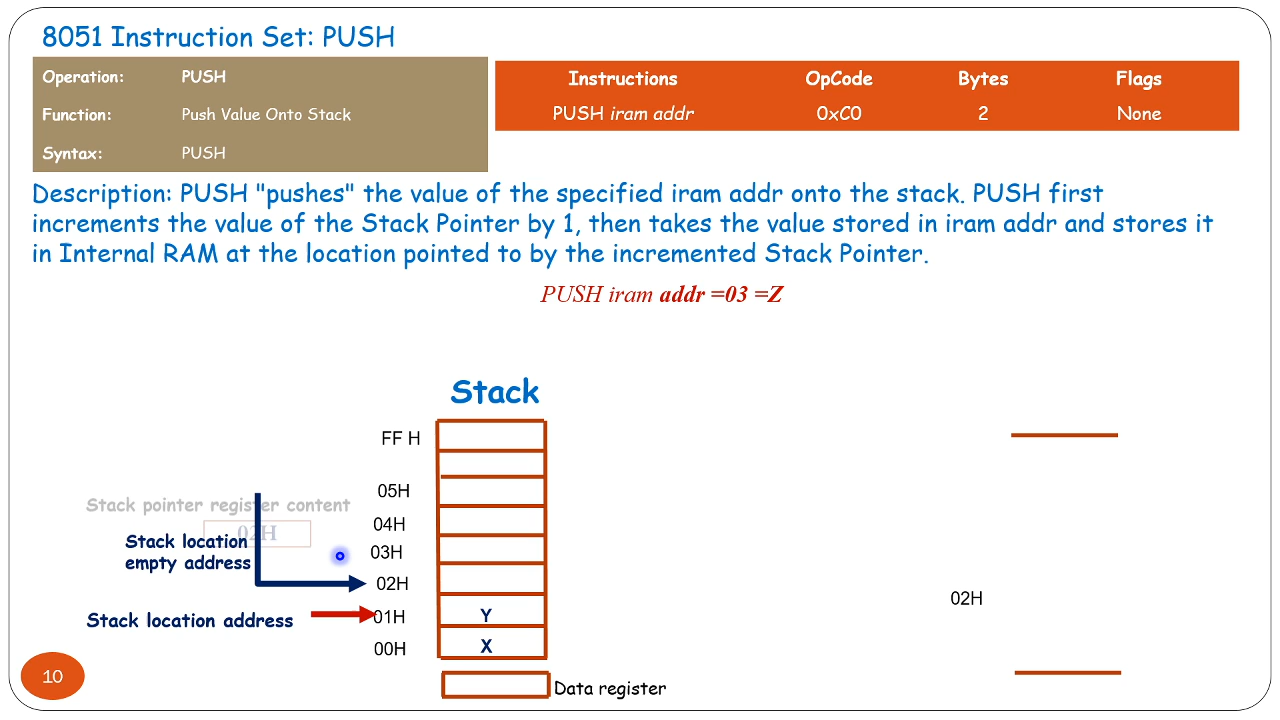 8051 Instruction Set: PUSH
Operation: PUSH
Function: Push Value Onto Stack
Syntax: PUSH
Instructions OpCode Bytes Flags
PUSH iram addr 0xC0 2 None
Description: PUSH "pushes" the value of the specified iram addr onto the stack. PUSH first
increments the value of the Stack Pointer by 1, then takes the value stored in iram addr and stores it
in Internal RAM at the location pointed to by the incremented Stack Pointer.
PUSH iram addr =03 =Z
Stack
FF H
05H
Stack pointer register content
04H
02H
Stack location
empty address
03H
02H
02H
Stack location address
01H Y
00H X
10
Data register